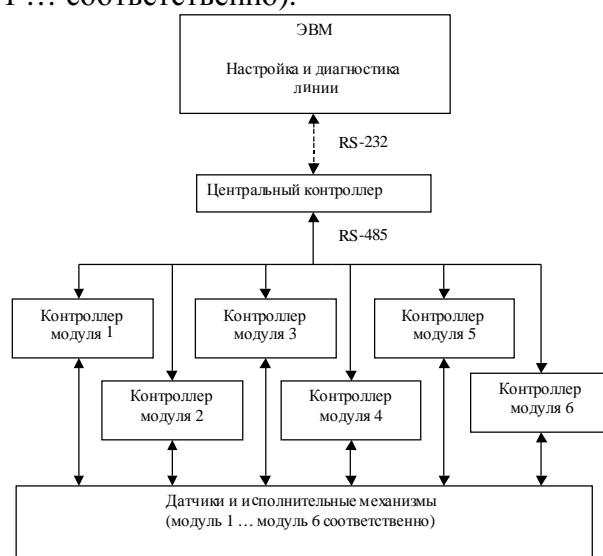 1 … соответственно).
ЭВМ
Настройка и диагностика
линии
RS-232
Центральный контроллер
RS-485
Контроллер
модуля 1
Контроллер
модуля 3
Контроллер
модуля 5
Контроллер
модуля 2
Контроллер
модуля 4
Контроллер
модуля 6
Датчики и исполнительные механизмы
(модуль 1 … модуль 6 соответственно)